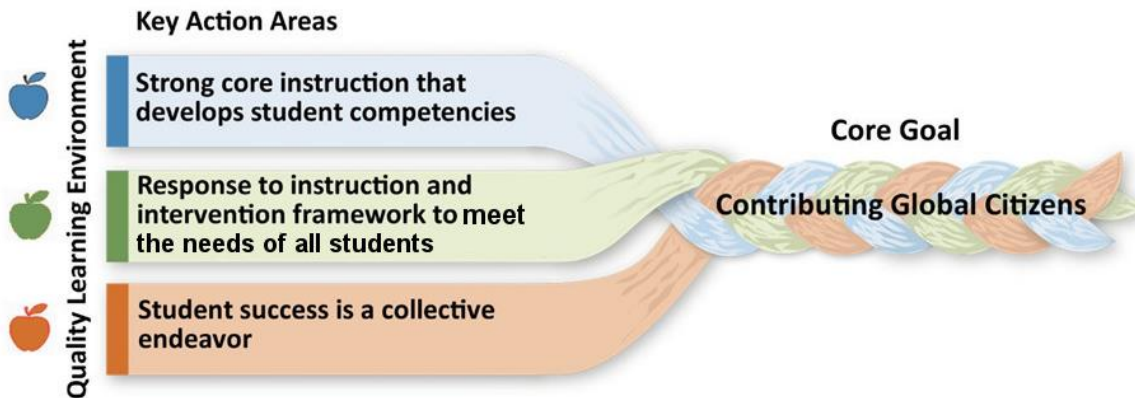 Key Action Areas
Quality Learning Environment
Strong core instruction that
develops student competencies
Response to instruction and
intervention framework to meet
the needs of all students
Student success is a collective
endeavor
Core Goal
Contributing Global Citizens